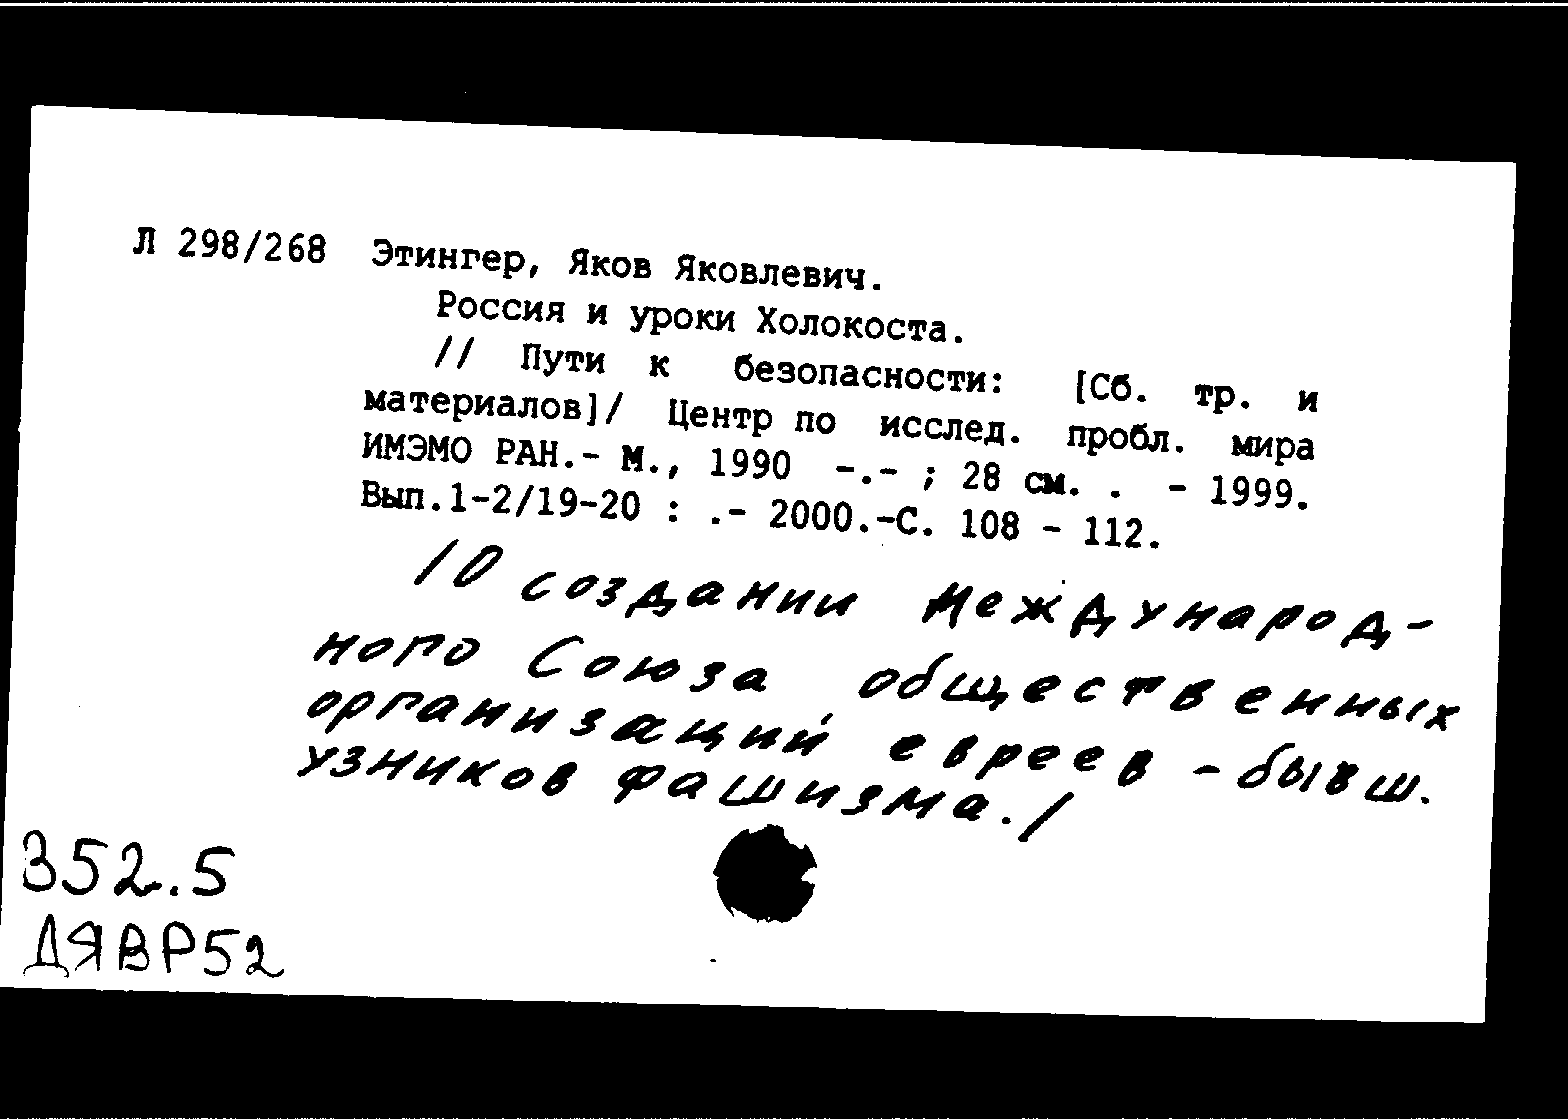 Л 298/268 Этингер, Яков Яковлевич.
Россия и уроки Холокоста.
// Пути к безопасности: [Сб. тр. и
материалов]/ Центр по исслед. пробл. мира
ИМЭМО РАН.- М., 1990 -.- ; 28 см. . - 1999.
Вып.1-2/19-20 : .- 2000.-С. 108 - 112.
/О создании Международ-
ного Союза общественных
организаций евреев - бывш.
узников фашизма./
352.5
ДЯВР52